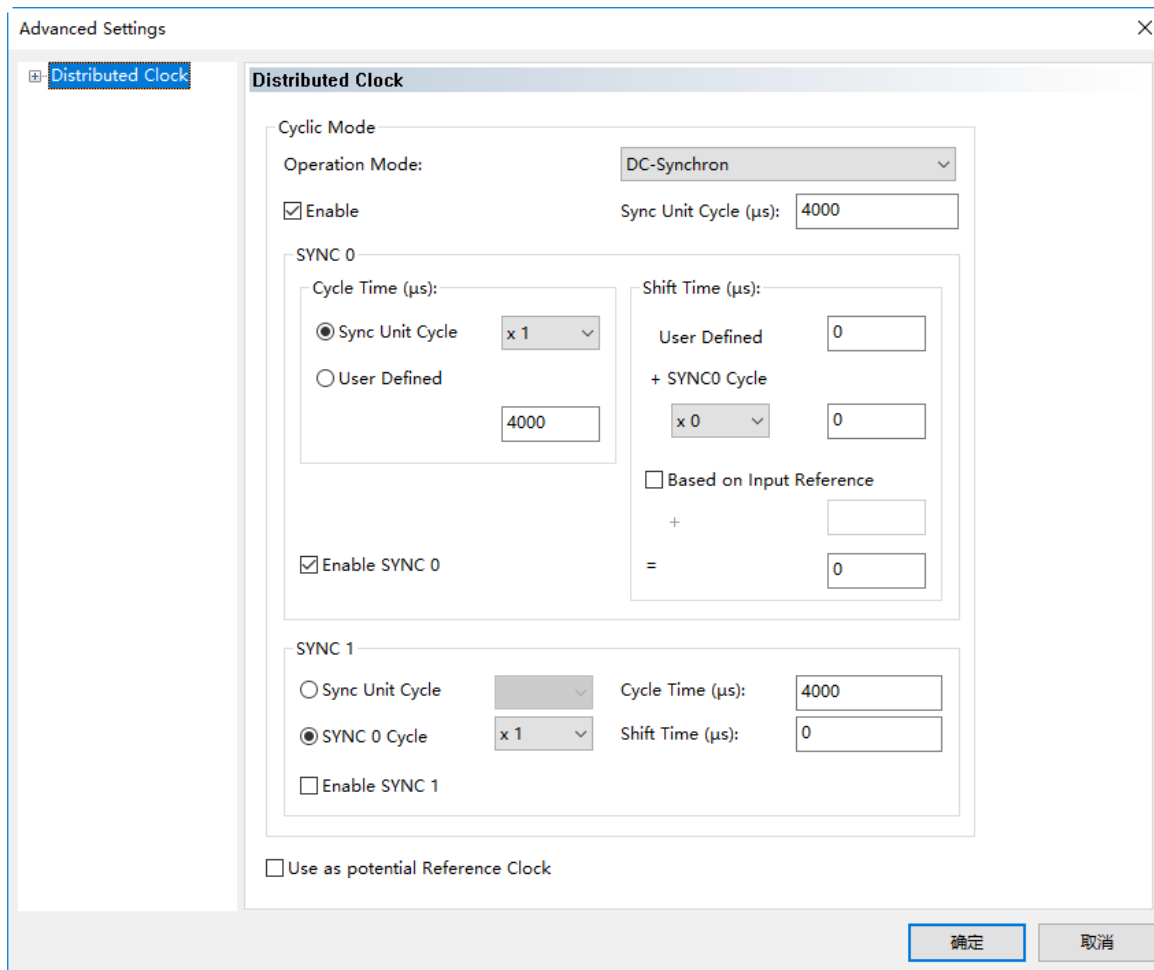 Advanced Settings
Distributed Clock
Distributed Clock
Cyclic Mode
Operation Mode: DC-Synchron
Enable Sync Unit Cycle (µs): 4000
SYNC 0
Cycle Time (µs):
Sync Unit Cycle x 1
User Defined
4000
Enable SYNC 0
Shift Time (µs):
User Defined 0
+ SYNC0 Cycle
x 0 0
Based on Input Reference
+
= 0
SYNC 1
Sync Unit Cycle Cycle Time (µs): 4000
SYNC 0 Cycle x 1 Shift Time (µs): 0
Enable SYNC 1
Use as potential Reference Clock
确定 取消